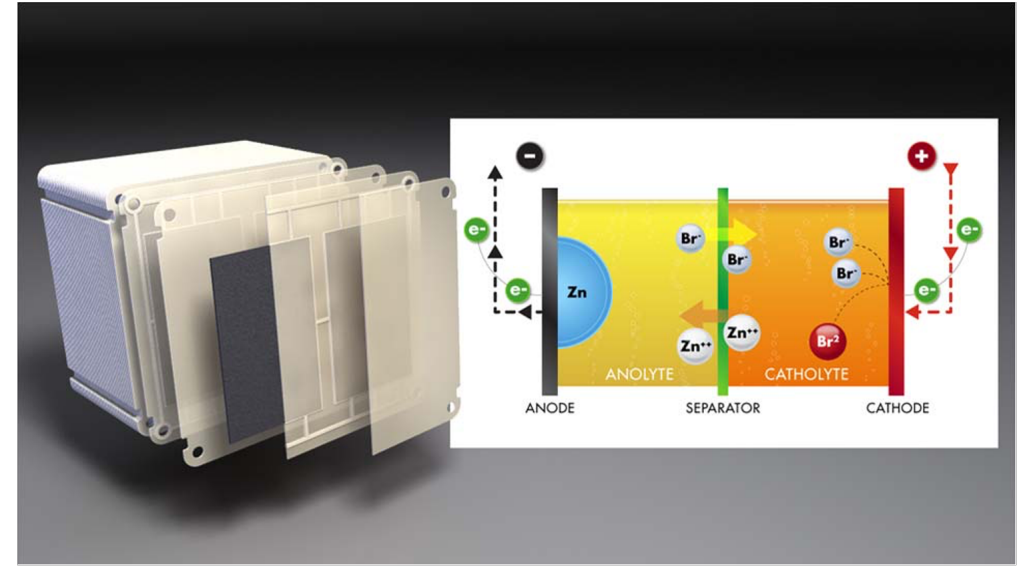 -
+
e-
e-
Zn
Br-
Br-
Zn++
Zn++
Br-
Br-
Br2
e-
e-
ANOLYTE
CATHOLYTE
ANODE
SEPARATOR
CATHODE